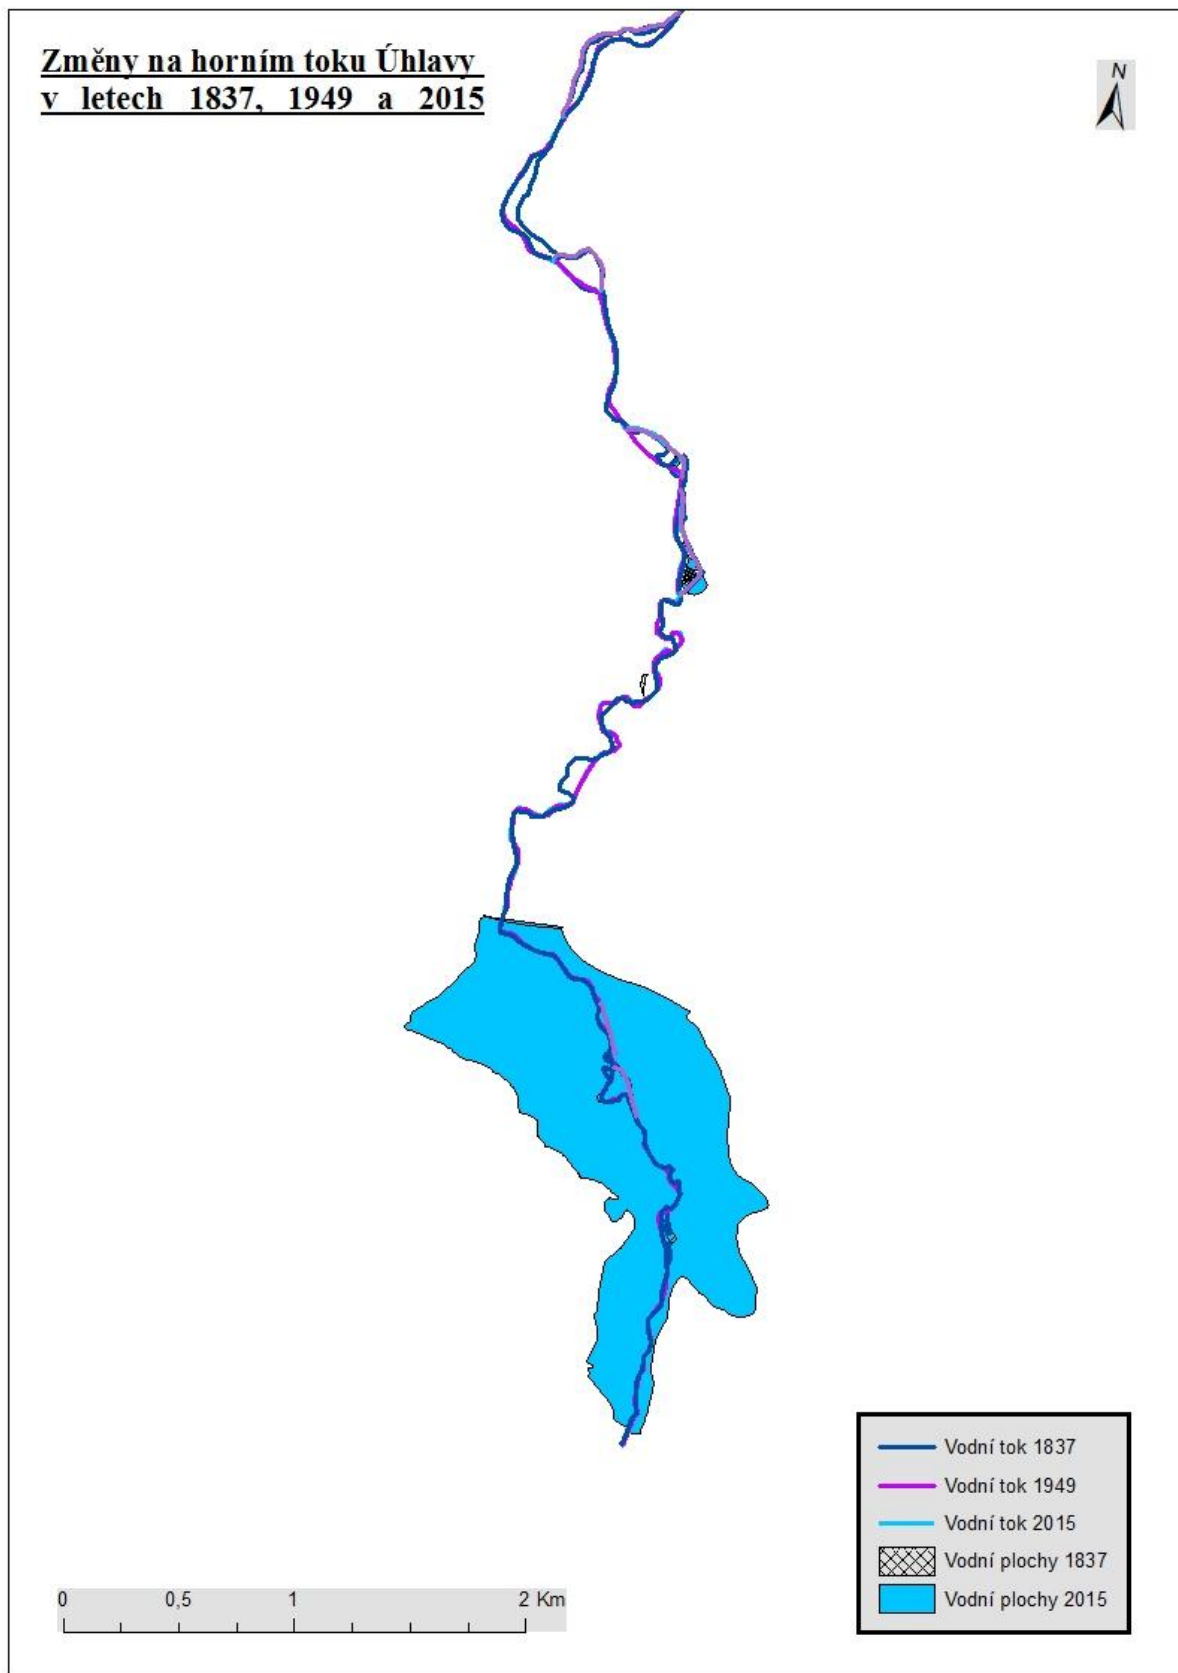 Změny na horním toku Úhlavy
v letech 1837, 1949 a 2015
N
Vodní tok 1837
Vodní tok 1949
Vodní tok 2015
Vodní plochy 1837
Vodní plochy 2015
0 0,5 1 2 Km